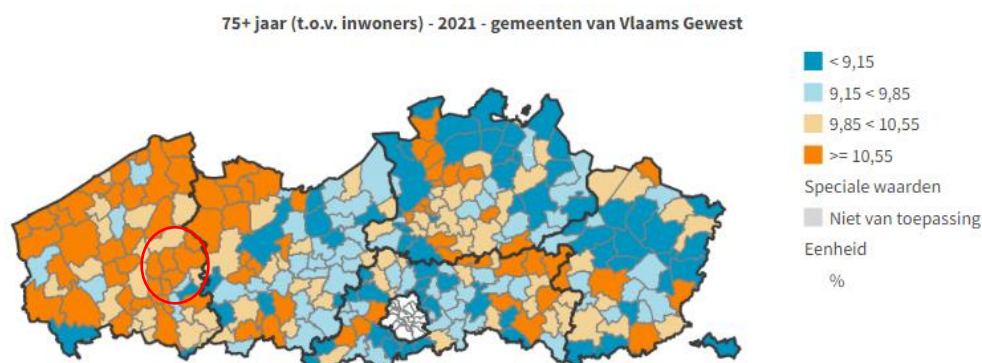 75+ jaar (t.o.v. inwoners) - 2021 - gemeenten van Vlaams Gewest
< 9,15
9,15 < 9,85
9,85 < 10,55
>= 10,55
Speciale waarden
Niet van toepassing
Eenheid
%